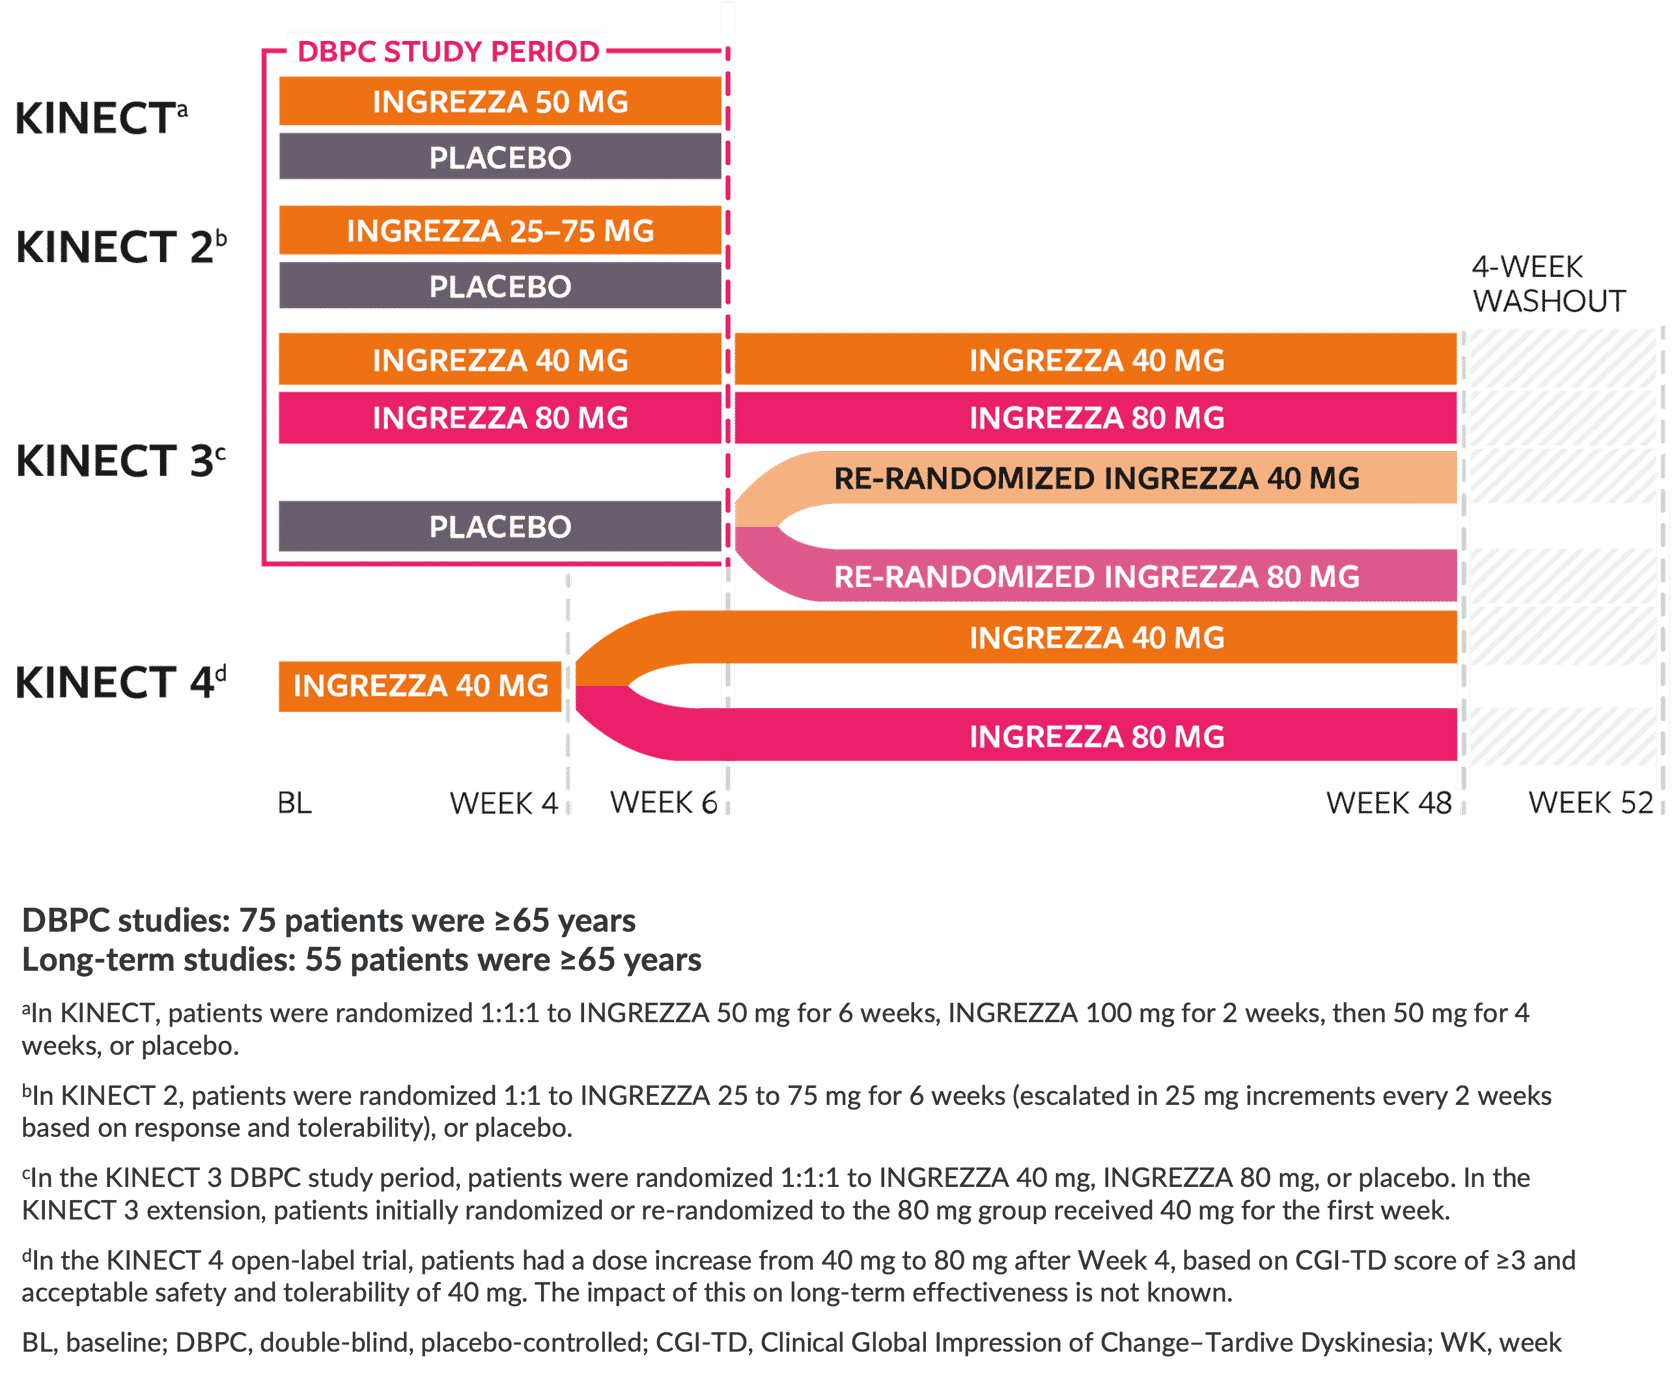 DBPC STUDY PERIOD
KINECTᵃ
INGREZZA 50 MG
PLACEBO
KINECT 2ᵇ
INGREZZA 25–75 MG
PLACEBO
4-WEEK
WASHOUT
KINECT 3ᶜ
INGREZZA 40 MG
INGREZZA 40 MG
INGREZZA 80 MG
INGREZZA 80 MG
RE-RANDOMIZED INGREZZA 40 MG
PLACEBO
RE-RANDOMIZED INGREZZA 80 MG
KINECT 4ᵈ
INGREZZA 40 MG
INGREZZA 40 MG
INGREZZA 80 MG
BL
WEEK 4
WEEK 6
WEEK 48
WEEK 52
DBPC studies: 75 patients were ≥65 years
Long-term studies: 55 patients were ≥65 years
ᵃIn KINECT, patients were randomized 1:1:1 to INGREZZA 50 mg for 6 weeks, INGREZZA 100 mg for 2 weeks, then 50 mg for 4
weeks, or placebo.
ᵇIn KINECT 2, patients were randomized 1:1 to INGREZZA 25 to 75 mg for 6 weeks (escalated in 25 mg increments every 2 weeks
based on response and tolerability), or placebo.
ᶜIn the KINECT 3 DBPC study period, patients were randomized 1:1:1 to INGREZZA 40 mg, INGREZZA 80 mg, or placebo. In the
KINECT 3 extension, patients initially randomized or re-randomized to the 80 mg group received 40 mg for the first week.
ᵈIn the KINECT 4 open-label trial, patients had a dose increase from 40 mg to 80 mg after Week 4, based on CGI-TD score of ≥3 and
acceptable safety and tolerability of 40 mg. The impact of this on long-term effectiveness is not known.
BL, baseline; DBPC, double-blind, placebo-controlled; CGI-TD, Clinical Global Impression of Change–Tardive Dyskinesia; WK, week